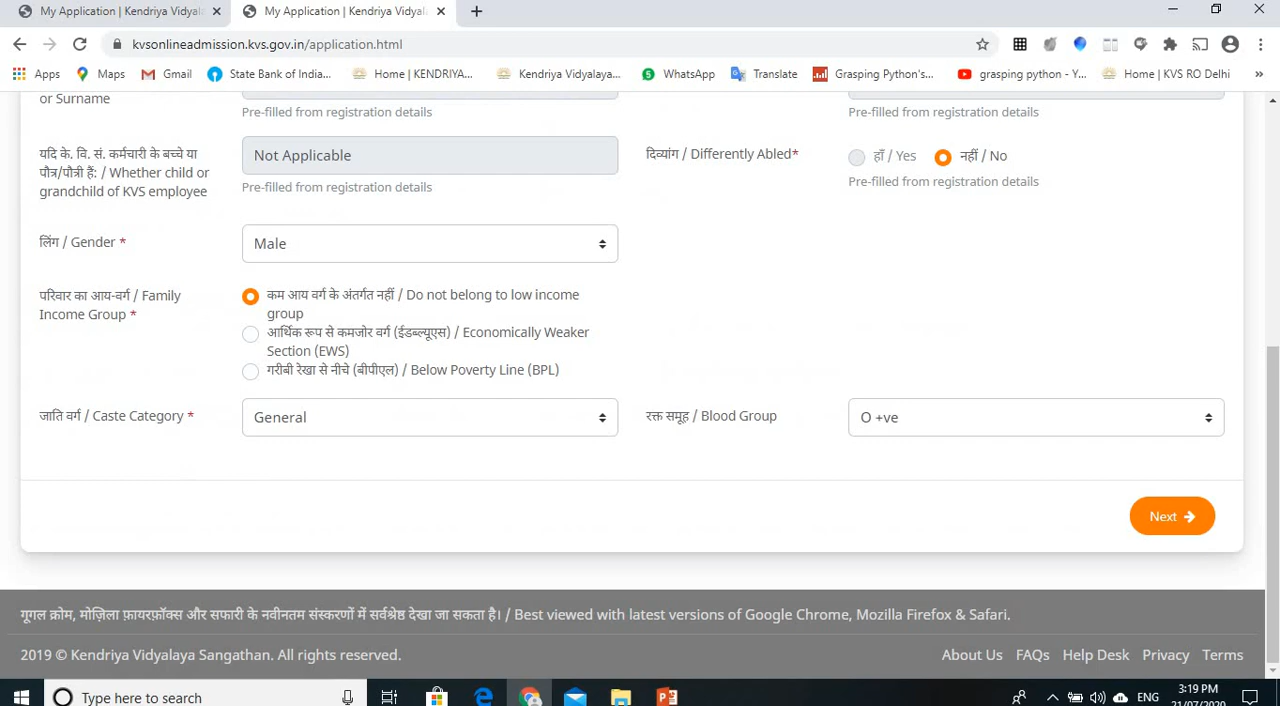 My Application | Kendriya Vidyal
My Application | Kendriya Vidyal
kvsonlineadmission.kvs.gov.in/application.html
Apps Maps Gmail State Bank of India... Home | KENDRIYA... Kendriya Vidyalaya... WhatsApp Translate Grasping Python's... grasping python - Y... Home | KVS RO Delhi »
or Surname
Pre-filled from registration details
Pre-filled from registration details
यदि के. वि. सं. कर्मचारी के बच्चे या
पौत्र/पौत्री हैं: / Whether child or
grandchild of KVS employee
Not Applicable
Pre-filled from registration details
दिव्यांग / Differently Abled*
हाँ / Yes
नहीं / No
Pre-filled from registration details
लिंग / Gender *
Male
परिवार का आय-वर्ग / Family
Income Group *
कम आय वर्ग के अंतर्गत नहीं / Do not belong to low income
group
आर्थिक रूप से कमजोर वर्ग (ईडब्ल्यूएस) / Economically Weaker
Section (EWS)
गरीबी रेखा से नीचे (बीपीएल) / Below Poverty Line (BPL)
जाति वर्ग / Caste Category *
General
रक्त समूह / Blood Group
O +ve
Next
गूगल क्रोम, मोज़िला फ़ायरफ़ॉक्स और सफारी के नवीनतम संस्करणों में सर्वश्रेष्ठ देखा जा सकता है। / Best viewed with latest versions of Google Chrome, Mozilla Firefox & Safari.
2019 © Kendriya Vidyalaya Sangathan. All rights reserved.
About Us FAQs Help Desk Privacy Terms
Type here to search
ENG
3:19 PM
21/07/2020